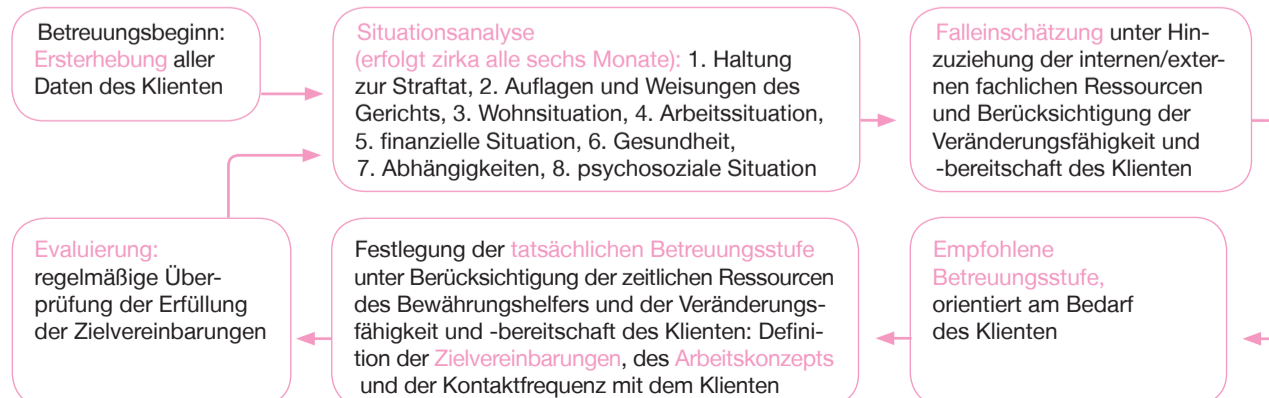 Betreuungsbeginn:
Ersterhebung aller
Daten des Klienten
Situationsanalyse
(erfolgt zirka alle sechs Monate): 1. Haltung
zur Straftat, 2. Auflagen und Weisungen des
Gerichts, 3. Wohnsituation, 4. Arbeitssituation,
5. finanzielle Situation, 6. Gesundheit,
7. Abhängigkeiten, 8. psychosoziale Situation
Falleinschätzung unter Hin-
zuziehung der internen/exter-
nen fachlichen Ressourcen
und Berücksichtigung der
Veränderungsfähigkeit und
-bereitschaft des Klienten
Evaluierung:
regelmäßige Über-
prüfung der Erfüllung
der Zielvereinbarungen
Festlegung der tatsächlichen Betreuungsstufe
unter Berücksichtigung der zeitlichen Ressourcen
des Bewährungshelfers und der Veränderungs-
fähigkeit und -bereitschaft des Klienten: Defini-
tion der Zielvereinbarungen, des Arbeitskonzepts
und der Kontaktfrequenz mit dem Klienten
Empfohlene
Betreuungsstufe,
orientiert am Bedarf
des Klienten